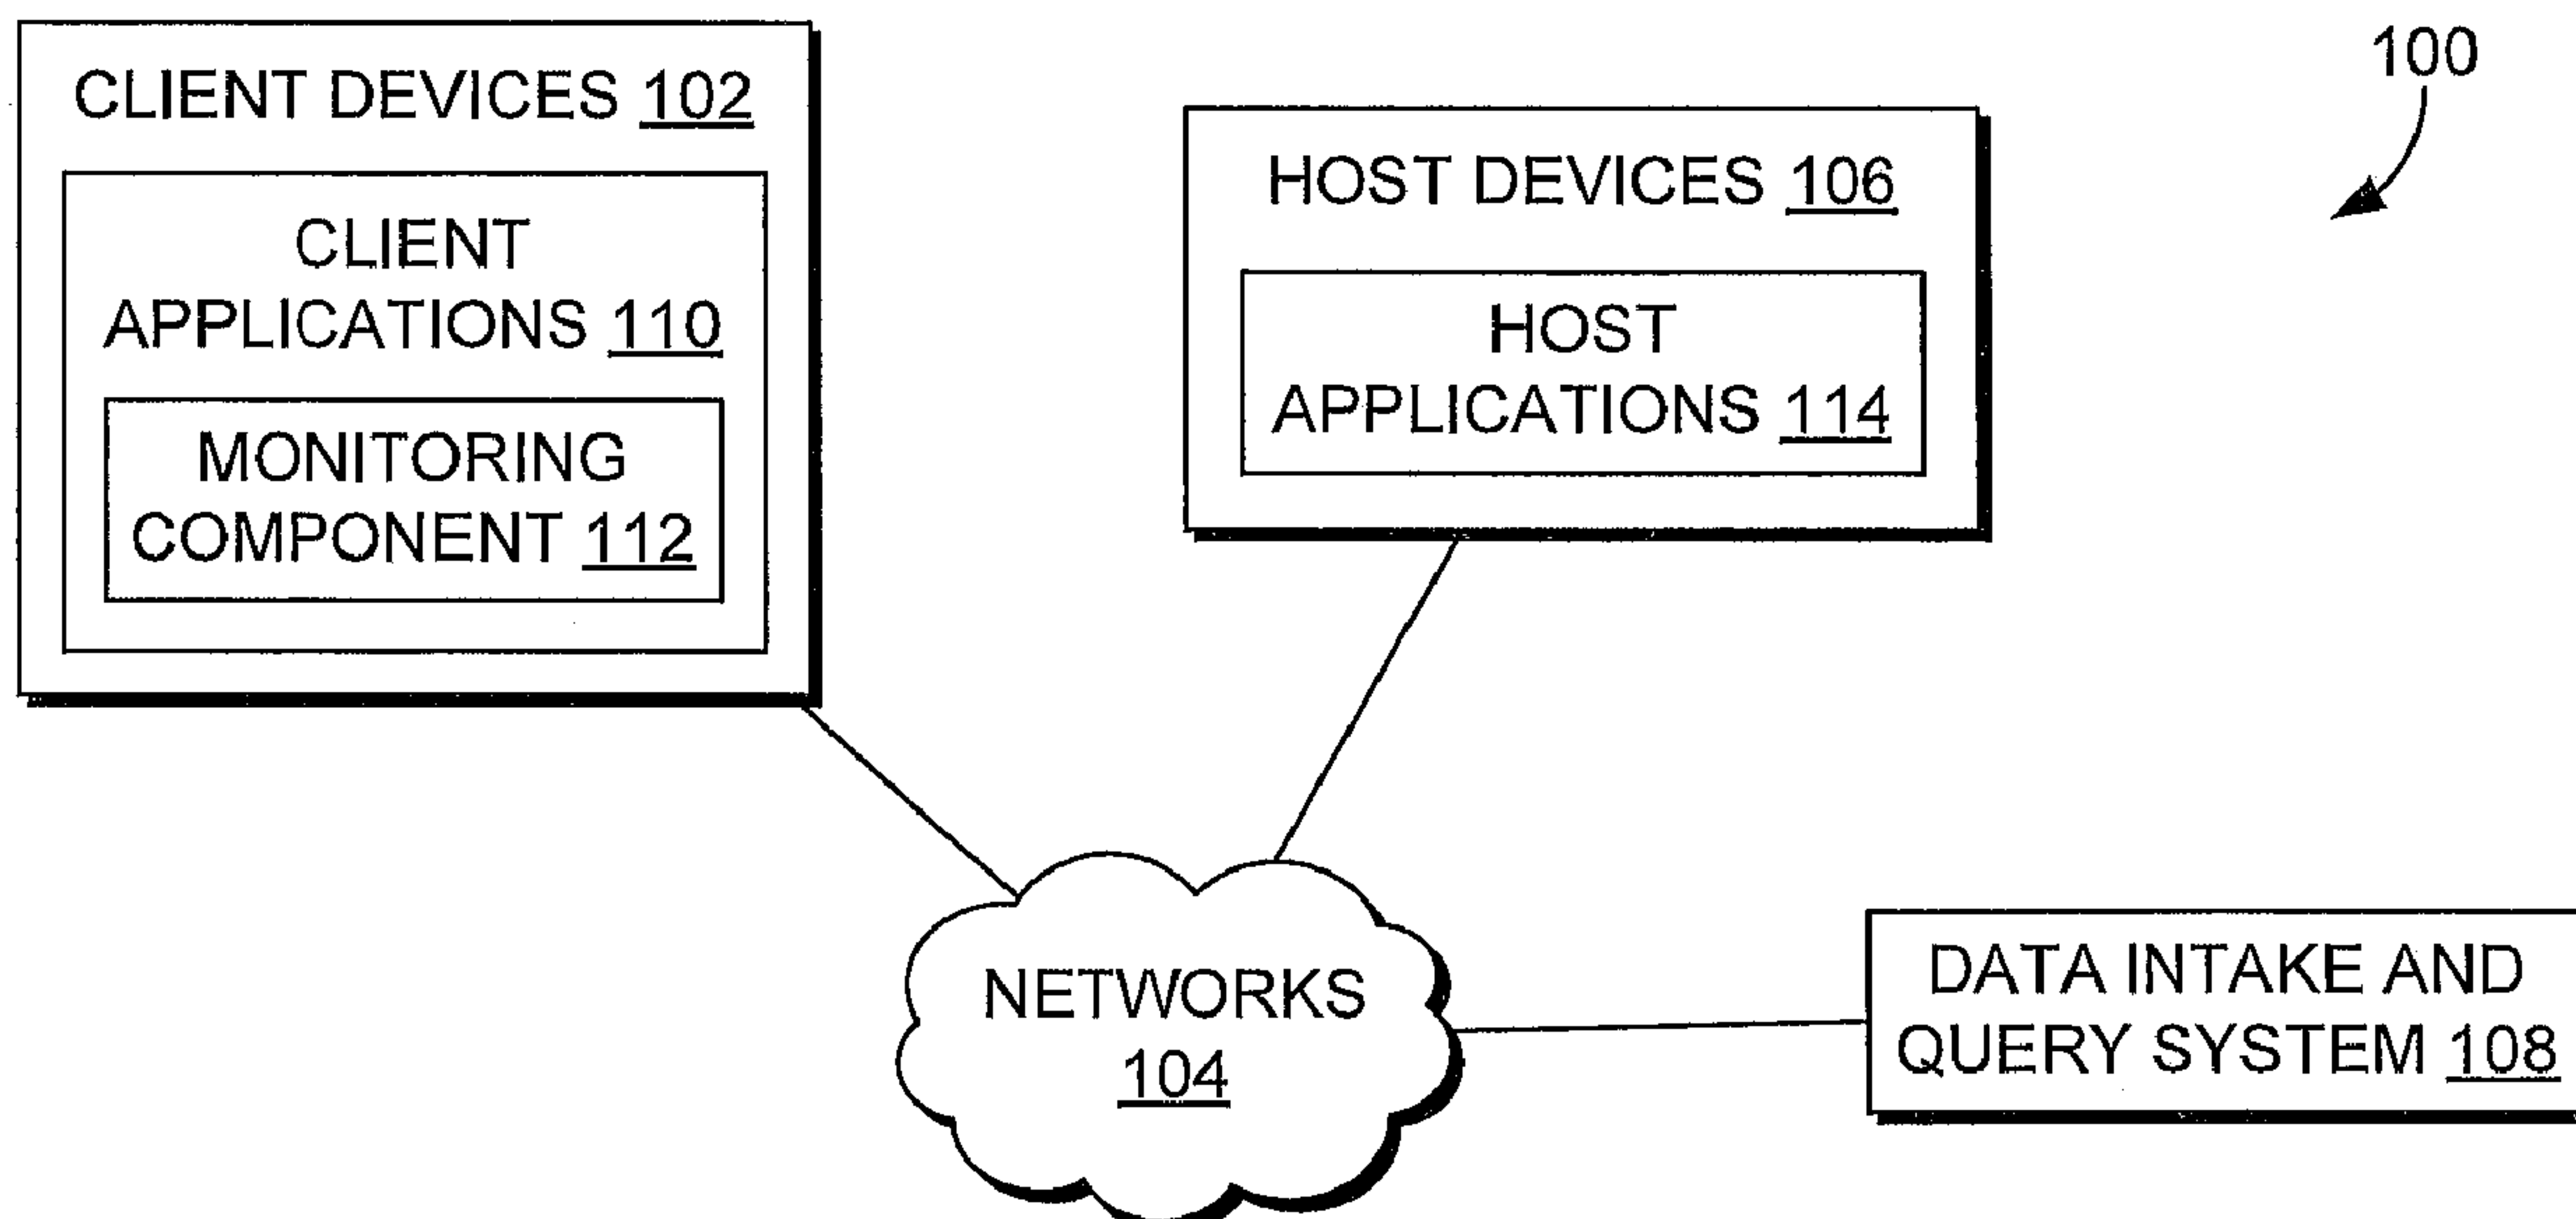 100
CLIENT DEVICES 102
CLIENT
APPLICATIONS 110
MONITORING
COMPONENT 112
HOST DEVICES 106
HOST
APPLICATIONS 114
NETWORKS
104
DATA INTAKE AND
QUERY SYSTEM 108